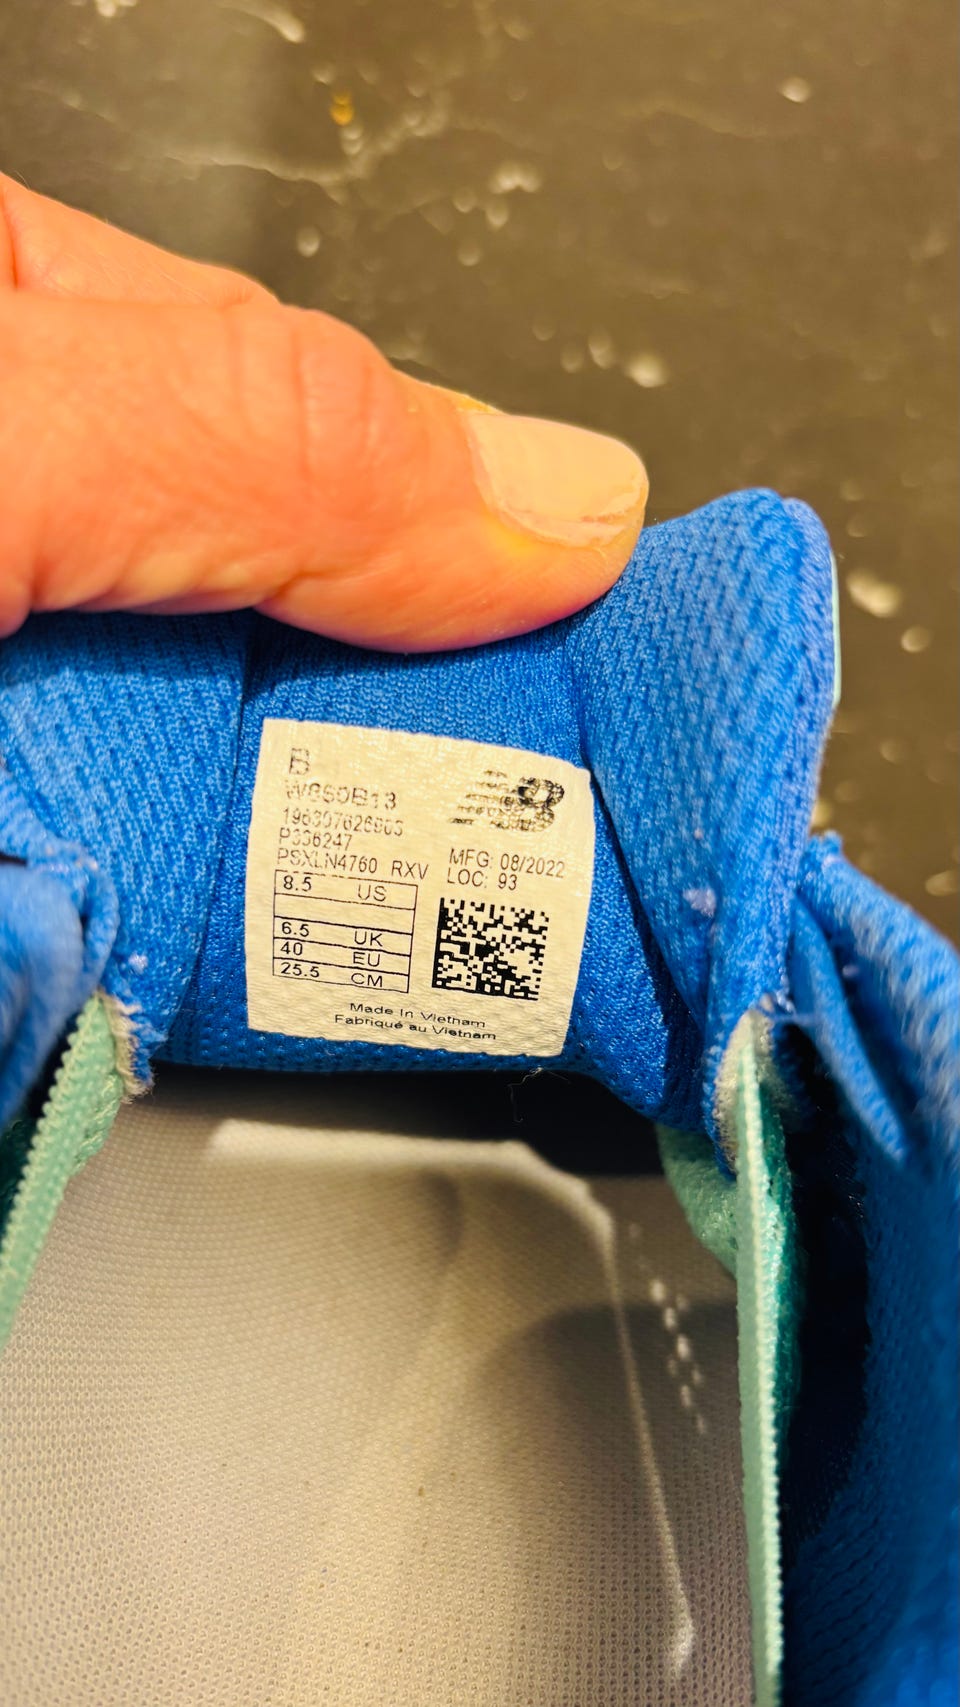 B
W860B13
P336247
PSXLN4760 RXV
MFG: 08/2022
LOC: 93
8.5 US
6.5 UK
40 EU
25.5 CM
Made In Vietnam
Fabriqué au Vietnam